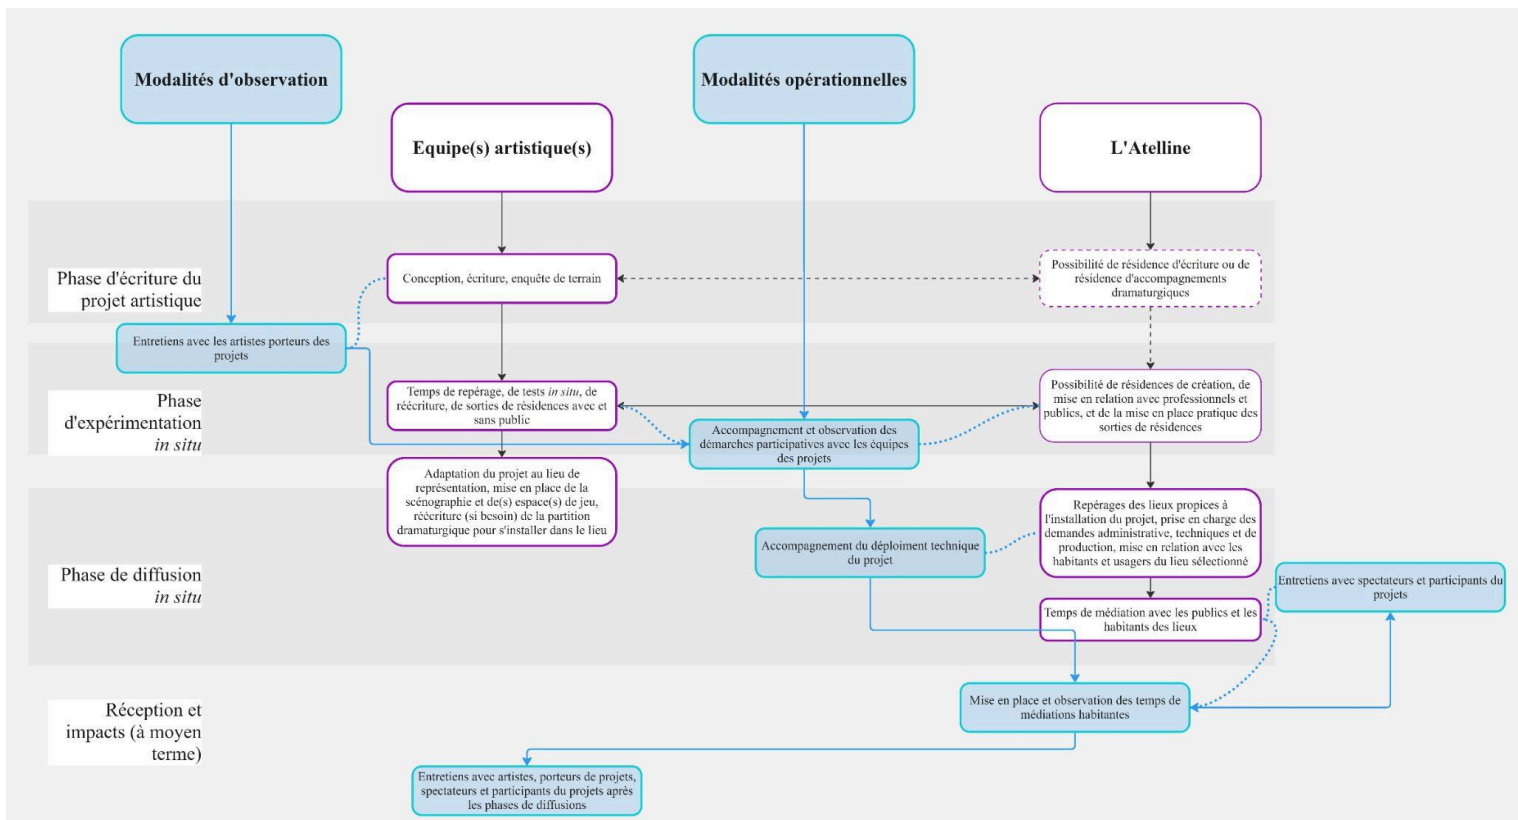 Modalités d'observation
Modalités opérationnelles
Equipe(s) artistique(s)
L'Atelline
Phase d'écriture du
projet artistique
Conception, écriture, enquête de terrain
Possibilité de résidence d'écriture ou de
résidence d'accompagnements
dramaturgiques
Entretiens avec les artistes porteurs des
projets
Phase
d'expérimentation
in situ
Temps de repérage, de tests in situ, de
réécriture, de sorties de résidences avec et
sans public
Possibilité de résidences de création, de
mise en relation avec professionnels et
publics, et de la mise en place pratique des
sorties de résidences
Accompagnement et observation des
démarches participatives avec les équipes
des projets
Adaptation du projet au lieu de
représentation, mise en place de la
scénographie et de(s) espace(s) de jeu,
réécriture (si besoin) de la partition
dramaturgique pour s'installer dans le lieu
Phase de diffusion
in situ
Accompagnement du déploiment technique
du projet
Repérages des lieux propices à
l'installation du projet, prise en charge des
demandes administrative, techniques et de
production, mise en relation avec les
habitants et usagers du lieu sélectionné
Entretiens avec spectateurs et participants du
projets
Temps de médiation avec les publics et les
habitants des lieux
Réception et
impacts (à moyen
terme)
Mise en place et observation des temps de
médiations habitantes
Entretiens avec artistes, porteurs de projets,
spectateurs et participants du projets après
les phases de diffusions